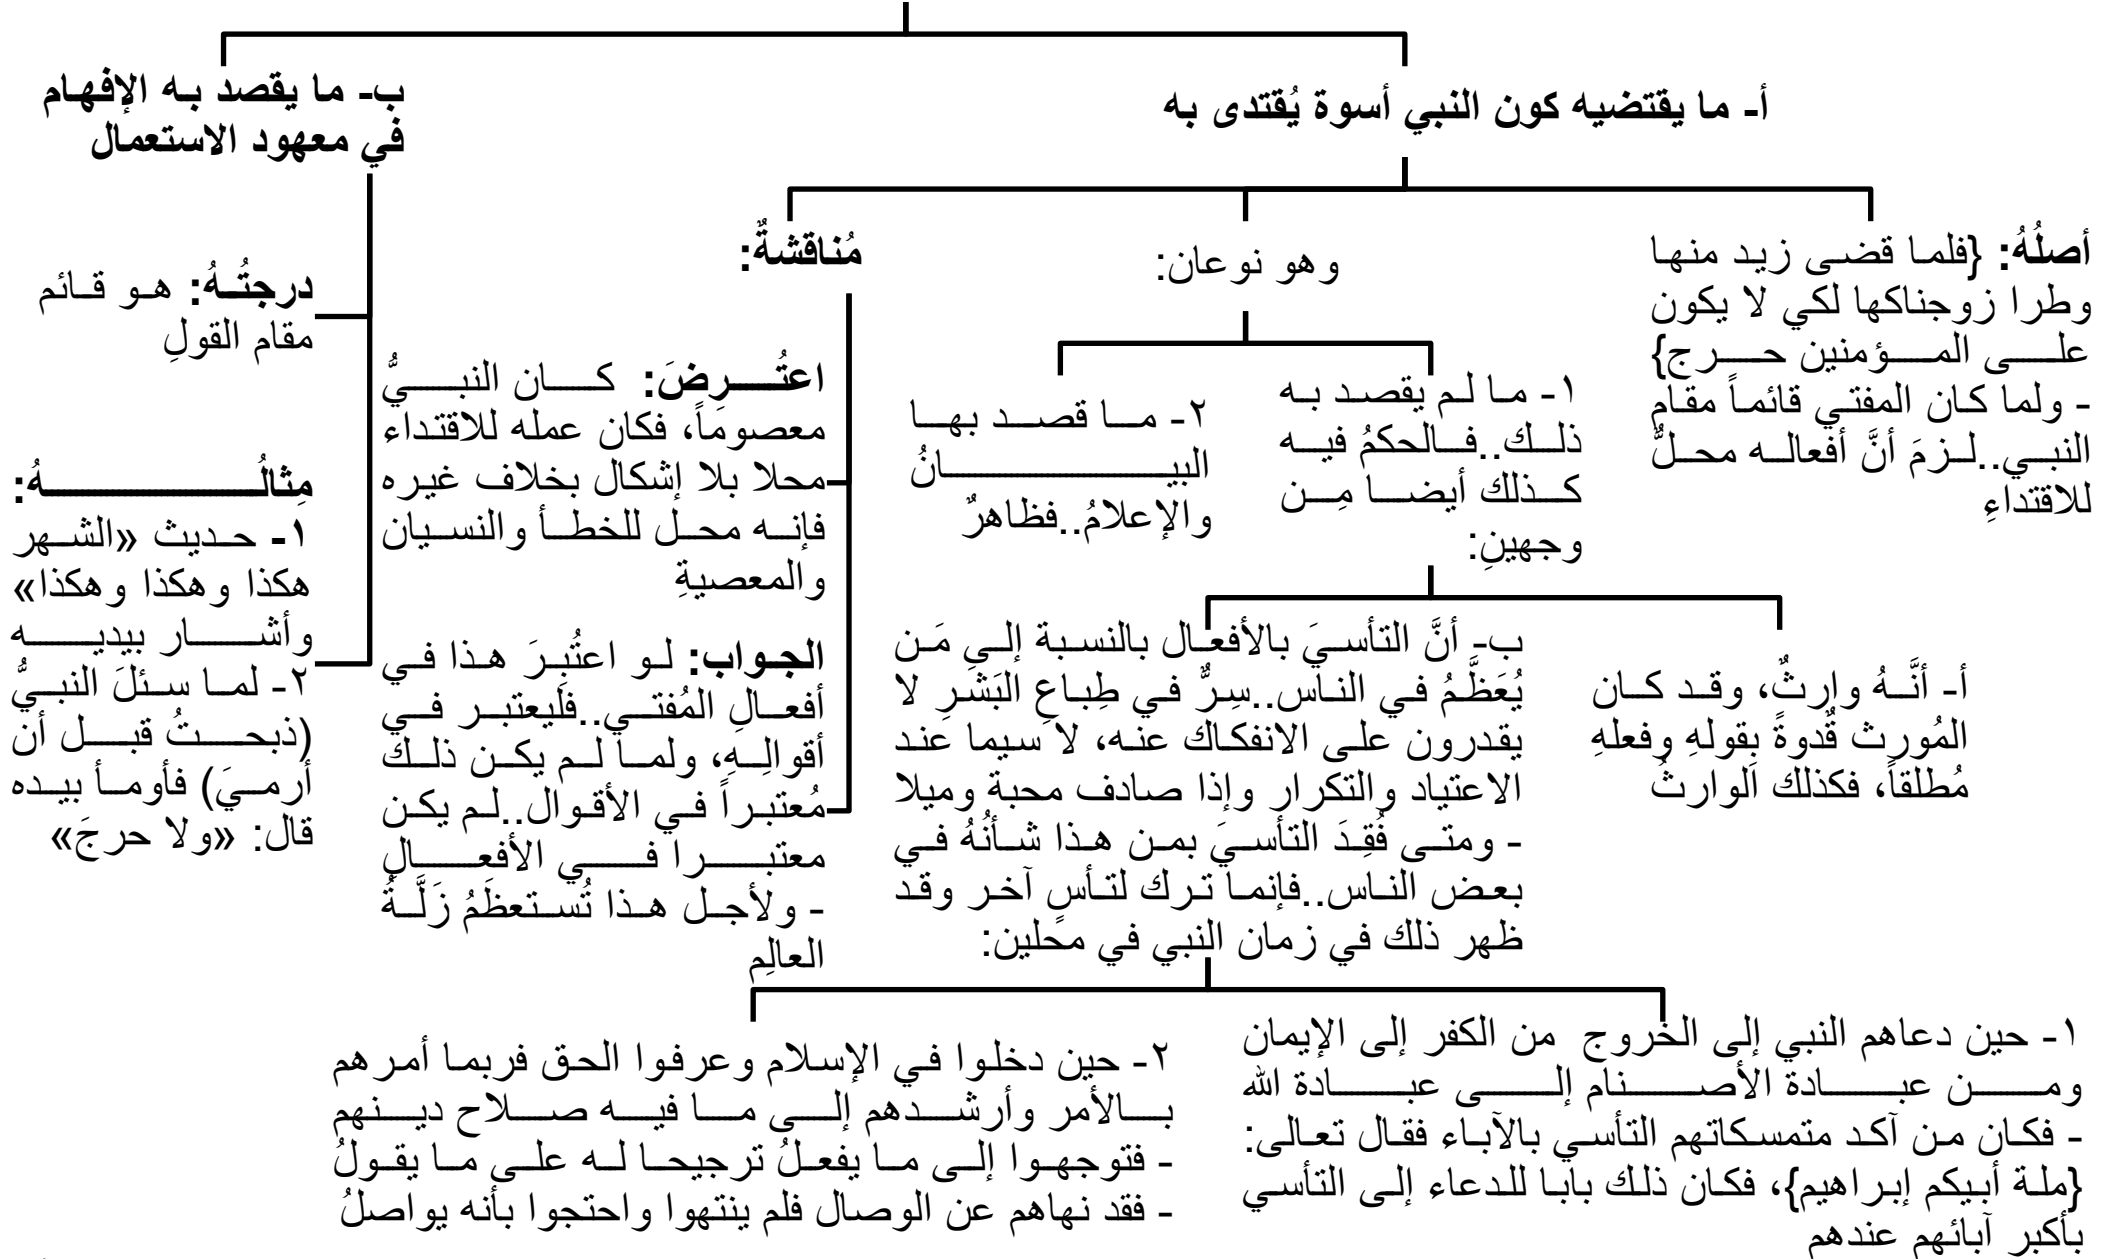 أ- ما يقتضيه كون النبي أسوة يُقتدى به
أصلُهُ: {فلما قضى زيد منها
وطرا زوجناكها لكي لا يكون
على المؤمنين حرج}
- ولما كان المفتي قائماً مقام
النبي..لزمَ أنَّ أفعاله محلٌّ
للاقتداءِ
وهو نوعان:
١- ما لم يقصد به
ذلك..فالحكمُ فيه
كذلك أيضا مِن
وجهينِ:
أ- أنَّهُ وارثٌ، وقد كان
المُورث قُدوةً بِقولهِ وفعلهِ
مُطلقاً، فكذلك الوارثُ
ب- أنَّ التأسيَ بالأفعال بالنسبة إلى مَن
يُعَظَّمُ في الناس..سِرٌّ في طِباعِ البَشَرِ لا
يقدرون على الانفكاك عنه، لا سيما عند
الاعتياد والتكرار وإذا صادف محبة وميلا
- ومتى فُقِدَ التأسيَ بمن هذا شأنُهُ في
بعض الناس..فإنما ترك لتأسٍ آخر وقد
ظهر ذلك في زمان النبي في محلين:
١- حين دعاهم النبي إلى الخروج من الكفر إلى الإيمان
ومن عبادة الأصنام إلى عبادة الله
- فكان من آكد متمسكاتهم التأسي بالآباء فقال تعالى:
{ملة أبيكم إبراهيم}، فكان ذلك بابا للدعاء إلى التأسي
بأكبر آبائهم عندهم
٢- حين دخلوا في الإسلام وعرفوا الحق فربما أمرهم
بالأمر وأرشدهم إلى ما فيه صلاح دينهم
- فتوجهوا إلى ما يفعلُ ترجيحا له على ما يقولُ
- فقد نهاهم عن الوصال فلم ينتهوا واحتجوا بأنه يواصلُ
٢- ما قصد بها
البيانُ
والإعلامُ..فظاهرٌ
مُناقشةٌ:
اعتُرِضَ: كان النبيُّ
معصوماً، فكان عمله للاقتداء
محلا بلا إشكال بخلاف غيره
فإنه محل للخطأ والنسيان
والمعصيةِ
الجواب: لو اعتُبِرَ هذا في
أفعالِ المُفتي..فليعتبر في
أقوالِهِ، ولما لم يكن ذلك
مُعتبراً في الأقوال..لم يكن
معتبرا في الأفعالِ
- ولأجل هذا تُستعظَمُ زَلَّةُ
العالِم
ب- ما يقصد به الإفهام
في معهود الاستعمال
درجتُهُ: هو قائم
مقام القولِ
مِثالُهُ:
١- حديث «الشهر
هكذا وهكذا وهكذا»
وأشار بيديه
٢- لما سئلَ النبيُّ
(ذبحتُ قبل أن
أرميَ) فأومأ بيده
قال: «ولا حرجَ»